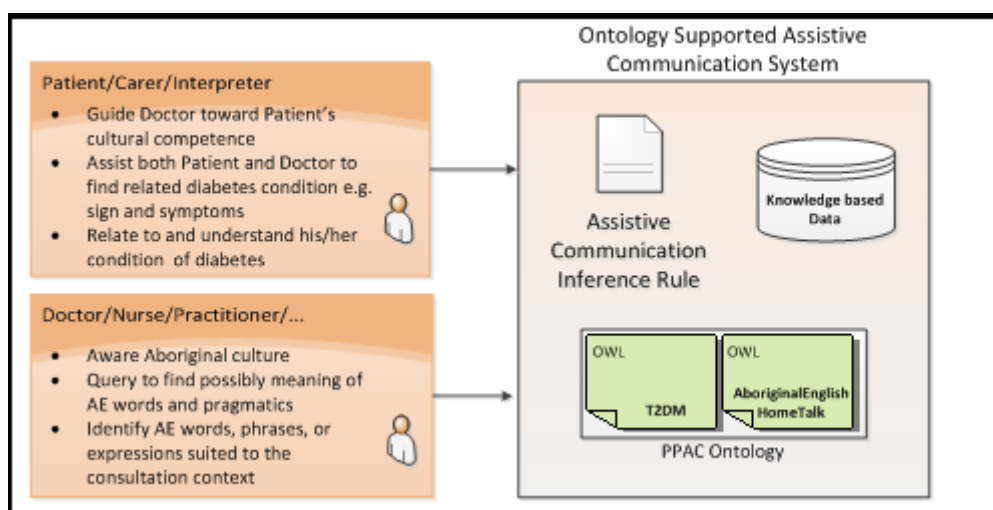 Ontology Supported Assistive
Communication System
Patient/Carer/Interpreter
• Guide Doctor toward Patient's
cultural competence
• Assist both Patient and Doctor to
find related diabetes condition e.g.
sign and symptoms
• Relate to and understand his/her
condition of diabetes
Doctor/Nurse/Practitioner/...
• Aware Aboriginal culture
• Query to find possibly meaning of
AE words and pragmatics
• Identify AE words, phrases, or
expressions suited to the
consultation context
Assistive
Communication
Inference Rule
Knowledge based
Data
OWL
T2DM
OWL
AboriginalEnglish
HomeTalk
PPAC Ontology